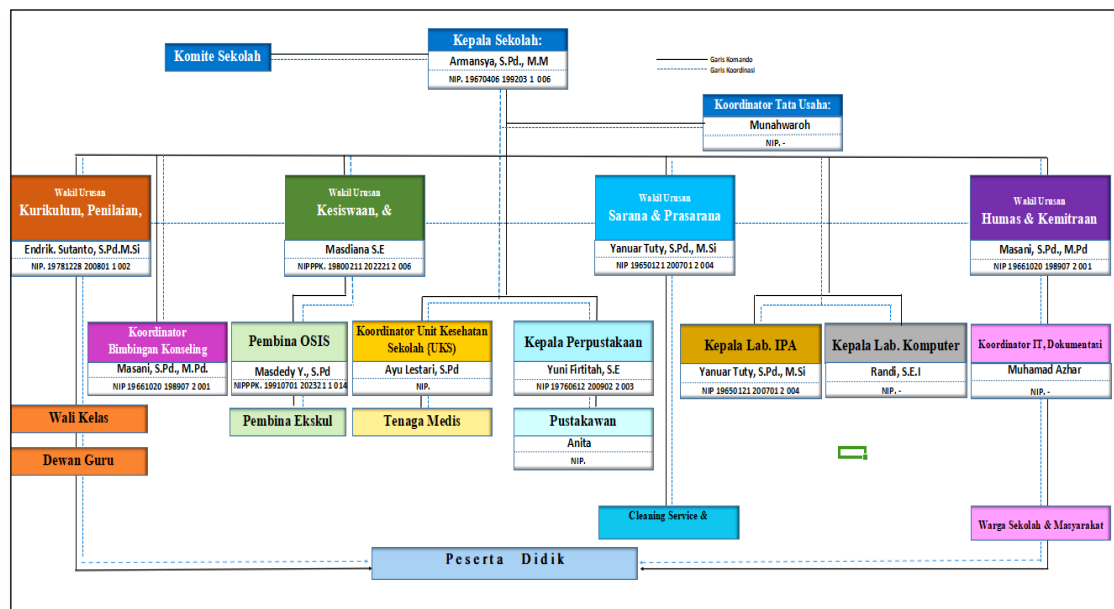 Kepala Sekolah:
Komite Sekolah
Armansya, S.Pd., M.M
NIP. 19670406 199203 1 006
Garis Komando
Garis Koordinasi
Koordinator Tata Usaha:
Munahwaroh
NIP. -
Wakil Urusan
Kurikulum, Penilaian,
Endrik. Sutanto, S.Pd.M.Si
NIP. 19781228 200801 1 002
Wakil Urusan
Kesiswaan, &
Masdiana S.E
NIPPPK. 19800211 202221 2 006
Wakil Urusan
Sarana & Prasarana
Yanuar Tuty, S.Pd., M.Si
NIP 19650121 200701 2 004
Wakil Urusan
Humas & Kemitraan
Masani, S.Pd., M.Pd
NIP 19661020 198907 2 001
Koordinator
Bimbingan Konseling
Masani, S.Pd., M.Pd.
NIP 19661020 198907 2 001
Pembina OSIS
Masdedy Y., S.Pd
NIPPPK. 19910701 202321 1 014
Koordinator Unit Kesehatan
Sekolah (UKS)
Ayu Lestari, S.Pd
NIP.
Kepala Perpustakaan
Yuni Firtitah, S.E
NIP 19760612 200902 2 003
Kepala Lab. IPA
Yanuar Tuty, S.Pd., M.Si
NIP 19650121 200701 2 004
Kepala Lab. Komputer
Randi, S.E.I
NIP. -
Koordinator IT, Dokumentasi
Muhamad Azhar
NIP. -
Wali Kelas
Pembina Ekskul
Tenaga Medis
Pustakawan
Anita
NIP.
Dewan Guru
Cleaning Service &
Warga Sekolah & Masyarakat
Peserta Didik